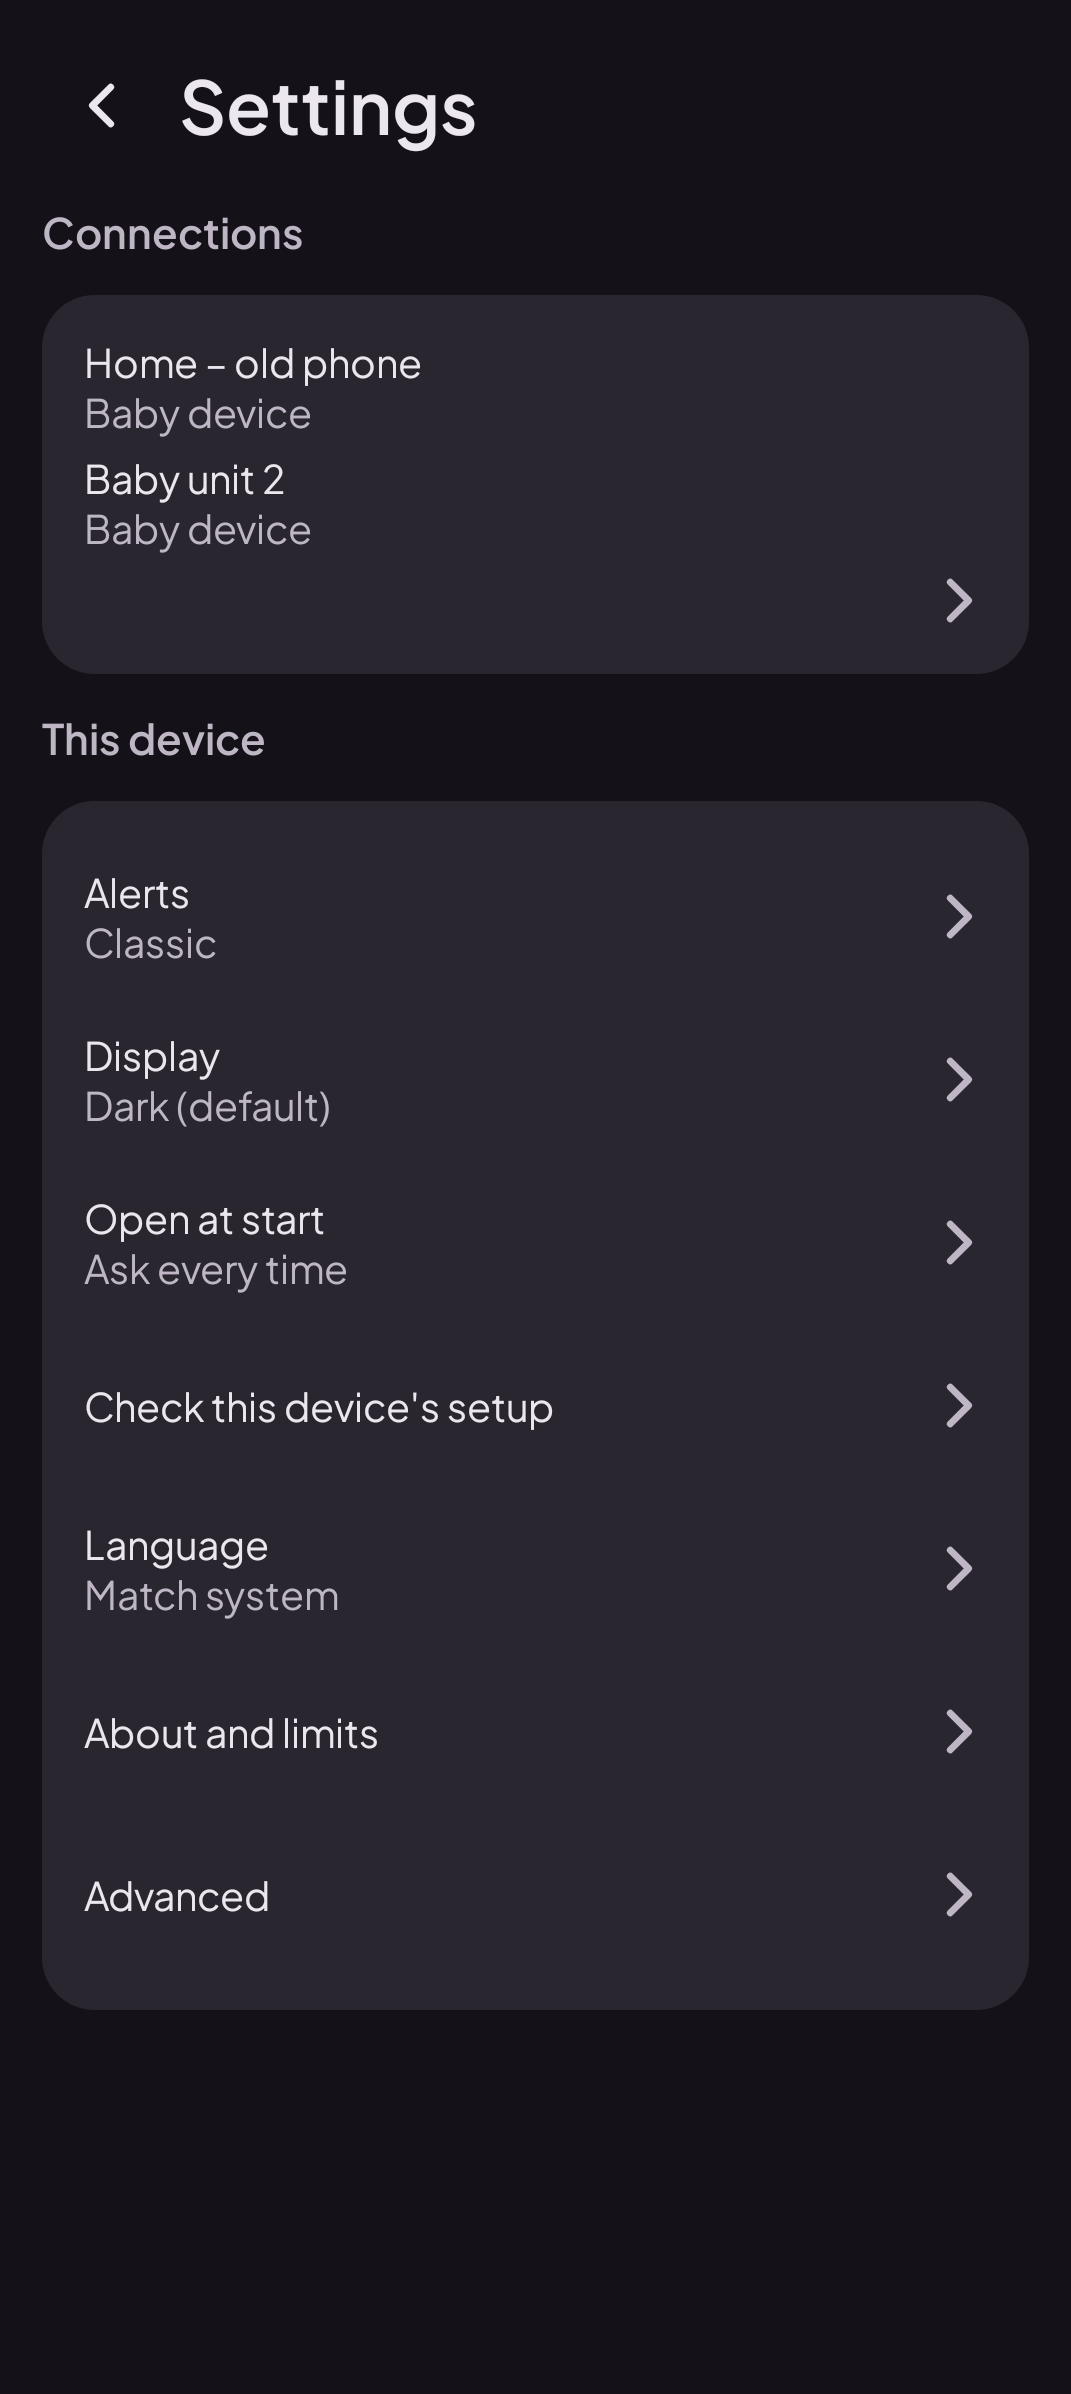 Settings
Connections
Home – old phone
Baby device
Baby unit 2
Baby device
This device
Alerts
Classic
Display
Dark (default)
Open at start
Ask every time
Check this device's setup
Language
Match system
About and limits
Advanced